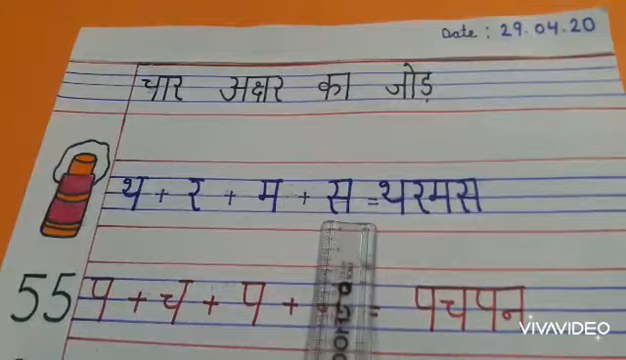 Date : 29.04.20
चार अक्षर का जोड़
थ + र + म + स = थरमस
55 प + च + प + = पचपन
VIVAVIDEO